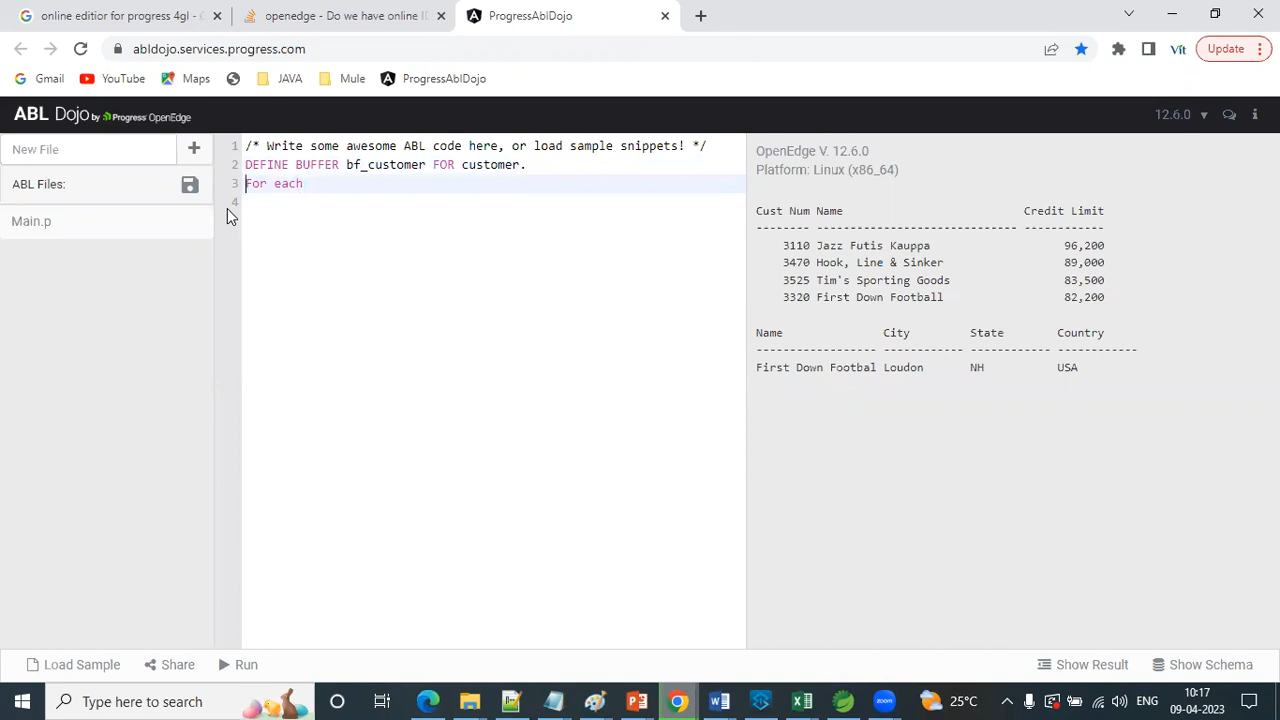 online editior for progress 4gl - G
openedge - Do we have online ID
ProgressAblDojo
abldojo.services.progress.com
Vít
Update
Gmail
YouTube
Maps
JAVA
Mule
ProgressAblDojo
ABL Dojo by Progress OpenEdge
12.6.0
New File
ABL Files:
Main.p
1 /* Write some awesome ABL code here, or load sample snippets! */
2 DEFINE BUFFER bf_customer FOR customer.
3 For each
4
OpenEdge V. 12.6.0
Platform: Linux (x86_64)
Cust Num Name Credit Limit
-------- ------------------------------ ------------
3110 Jazz Futis Kauppa 96,200
3470 Hook, Line & Sinker 89,000
3525 Tim's Sporting Goods 83,500
3320 First Down Football 82,200
Name City State Country
------------------ ------------ ------------ ------------
First Down Footbal Loudon NH USA
Load Sample
Share
Run
Show Result
Show Schema
Type here to search
25°C
ENG
10:17
09-04-2023